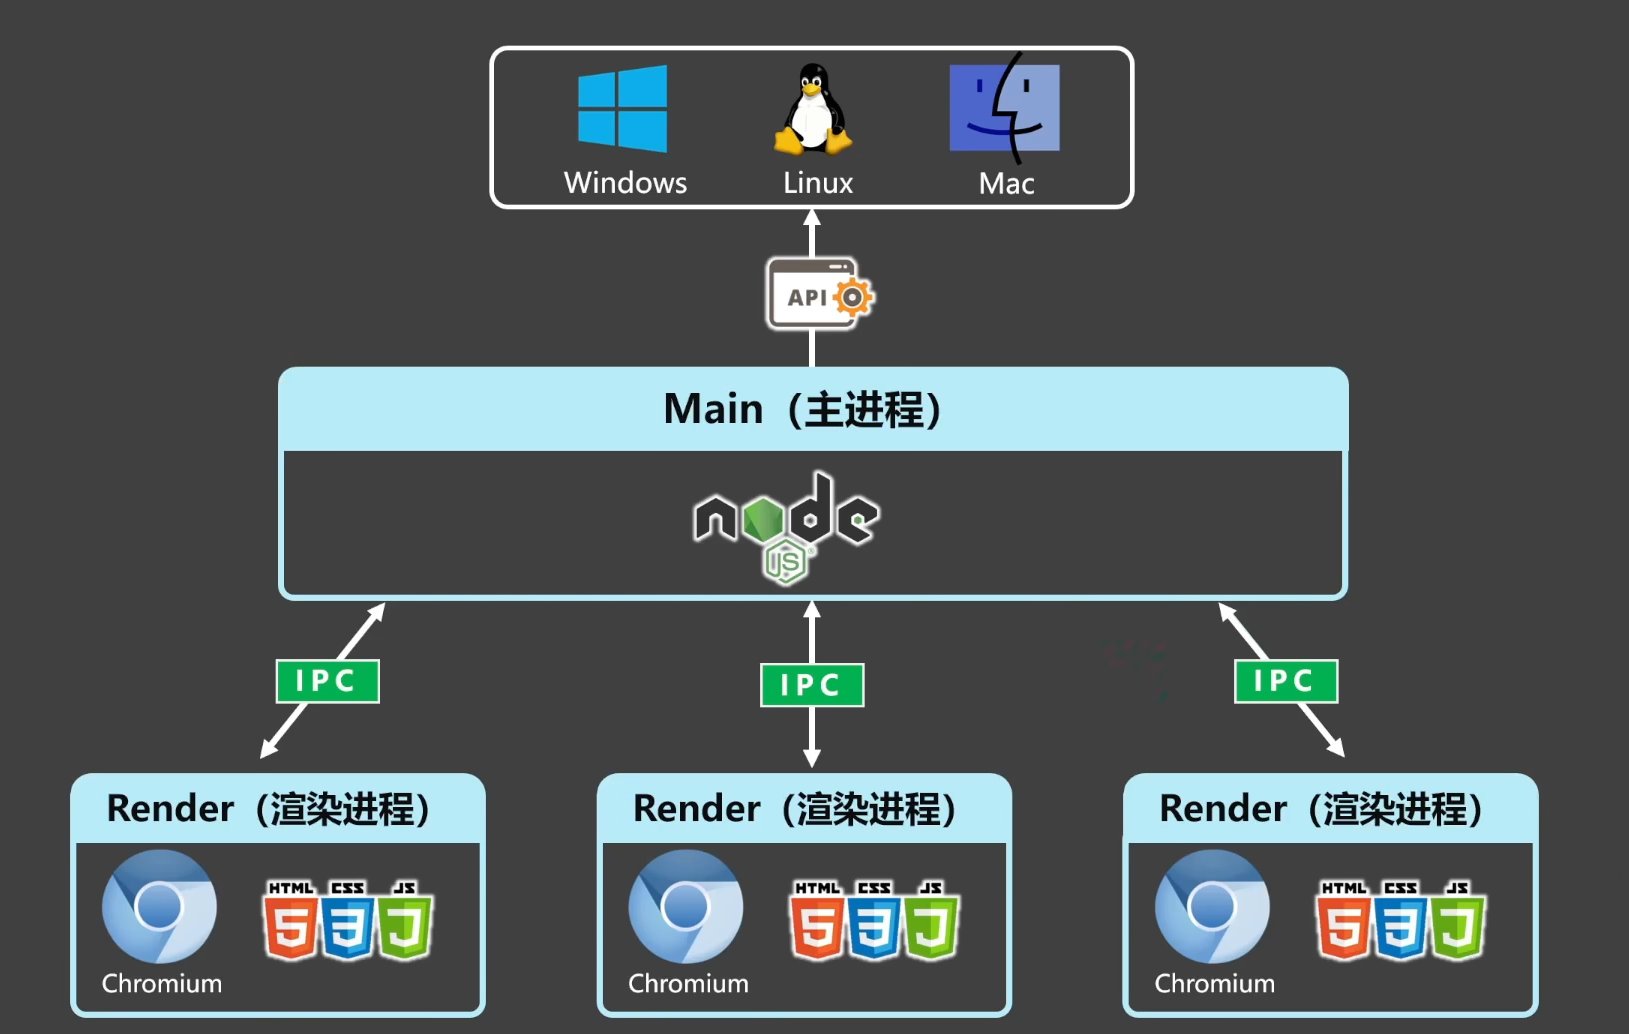 Windows
Linux
Mac
API
Main（主进程）
node
JS
IPC
IPC
IPC
Render（渲染进程）
Render（渲染进程）
Render（渲染进程）
HTML CSS JS
5 3 J
Chromium
HTML CSS JS
5 3 J
Chromium
HTML CSS JS
5 3 J
Chromium